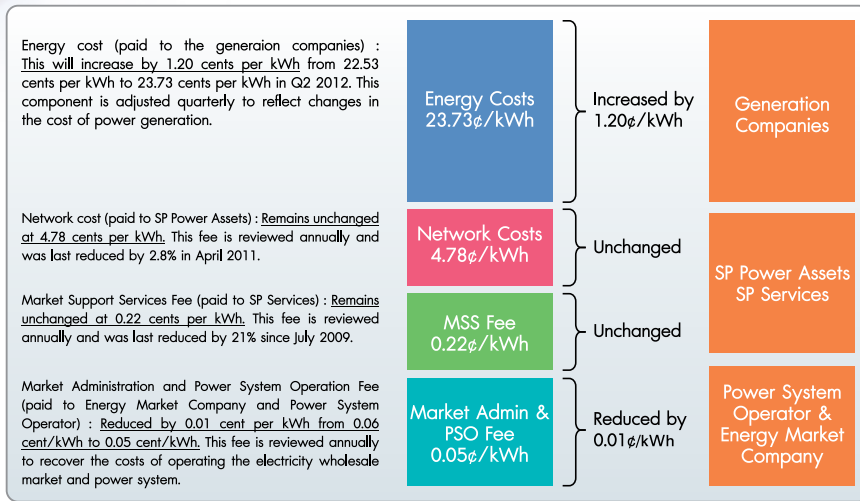 Energy cost (paid to the generaion companies) :
This will increase by 1.20 cents per kWh from 22.53
cents per kWh to 23.73 cents per kWh in Q2 2012. This
component is adjusted quarterly to reflect changes in
the cost of power generation.
Energy Costs
23.73¢/kWh
Increased by
1.20¢/kWh
Generation
Companies
Network cost (paid to SP Power Assets) : Remains unchanged
at 4.78 cents per kWh. This fee is reviewed annually and
was last reduced by 2.8% in April 2011.
Network Costs
4.78¢/kWh
Unchanged
SP Power Assets
SP Services
Market Support Services Fee (paid to SP Services) : Remains
unchanged at 0.22 cents per kWh. This fee is reviewed
annually and was last reduced by 21% since July 2009.
MSS Fee
0.22¢/kWh
Unchanged
Market Administration and Power System Operation Fee
(paid to Energy Market Company and Power System
Operator) : Reduced by 0.01 cent per kWh from 0.06
cent/kWh to 0.05 cent/kWh. This fee is reviewed annually
to recover the costs of operating the electricity wholesale
market and power system.
Market Admin &
PSO Fee
0.05¢/kWh
Reduced by
0.01¢/kWh
Power System
Operator &
Energy Market
Company